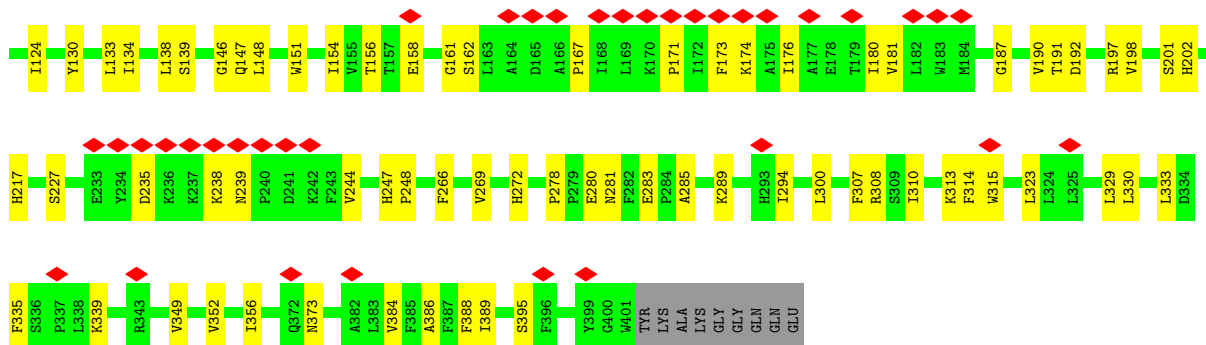 I124 Y130 L133 I134 L138 S139 G146 Q147 L148 W151 I154 V155 T156 T157 E158 G161 S162 L163 A164 D165 A166 P167 I168 L169 K170 P171 I172 F173 K174 A175 I176 A177 E178 T179 I180 V181 L182 W183 M184 G187 V190 T191 D192 R197 V198 S201 H202
H217 S227 E233 Y234 D235 K236 K237 K238 N239 P240 D241 K242 F243 V244 H247 P248 F266 V269 H272 P278 P279 E280 N281 F282 E283 P284 A285 K289 H293 I294 L300 F307 R308 S309 I310 K313 F314 W315 L323 L324 L325 L329 L330 L333 D334
F335 S336 P337 L338 K339 R343 V349 V352 I356 Q372 N373 A382 L383 V384 F385 A386 F387 F388 I389 S395 F396 Y399 G400 W401 TYR LYS ALA LYS GLY GLY GLN GLN GLU